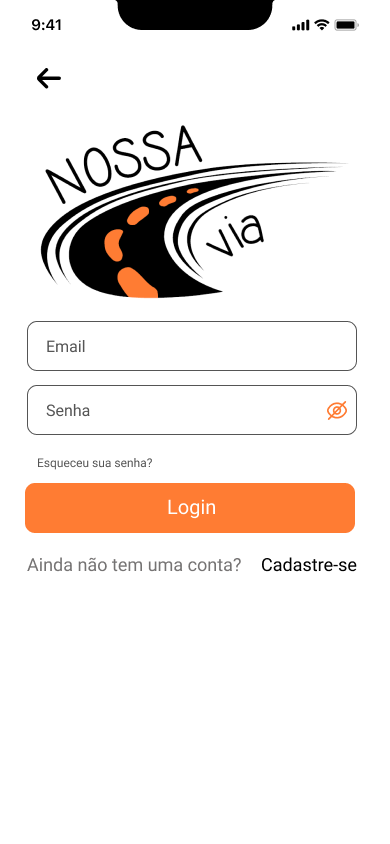 9:41
NOSSA
via
Email
Senha
Esqueceu sua senha?
Login
Ainda não tem uma conta? Cadastre-se